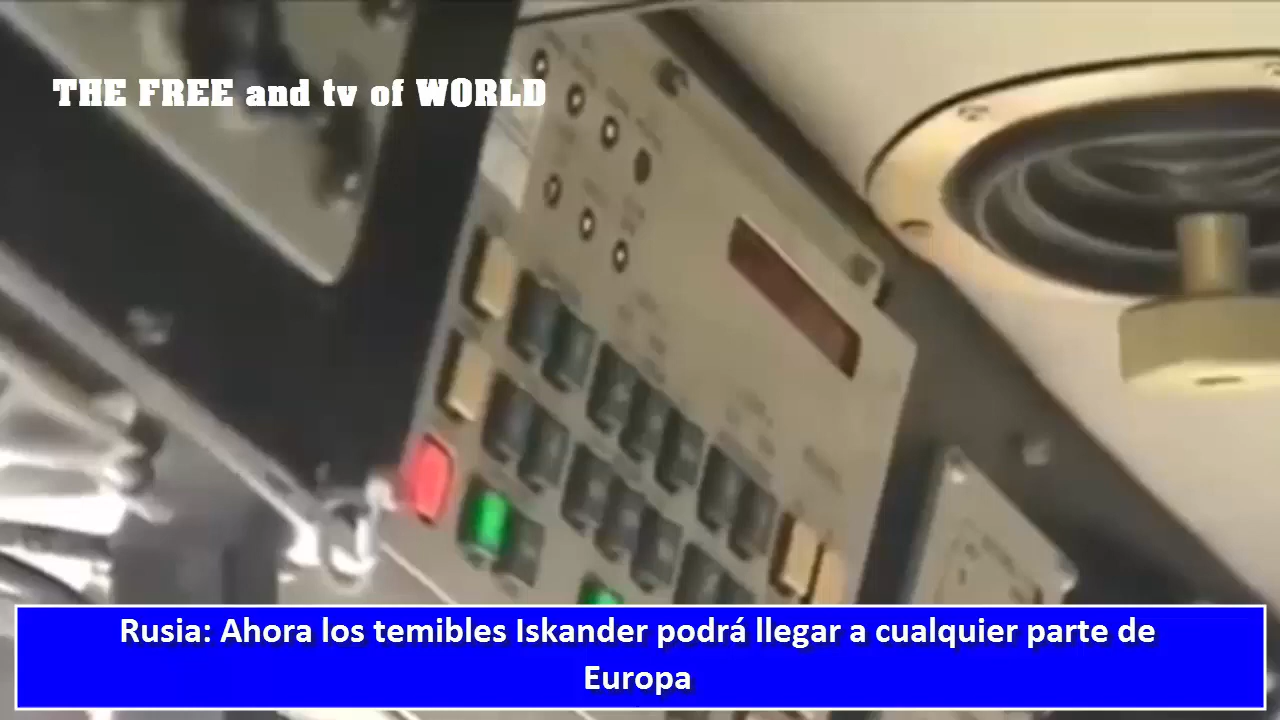 THE FREE and tv of WORLD
Rusia: Ahora los temibles Iskander podrá llegar a cualquier parte de
Europa